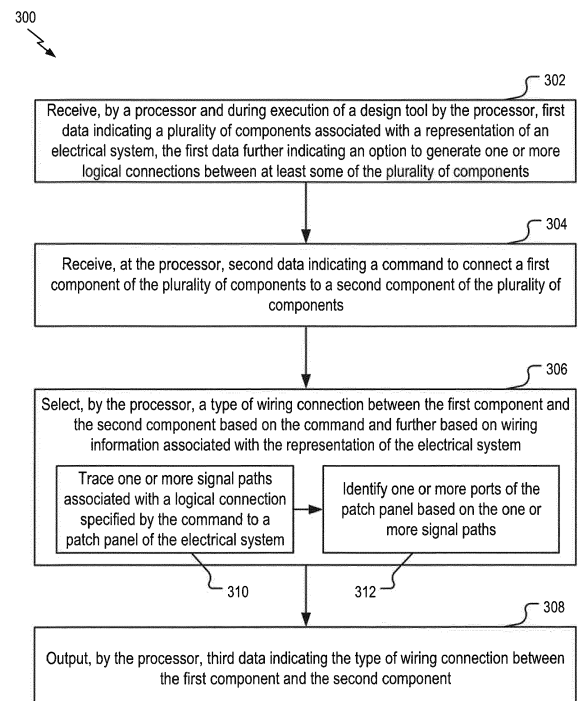 300
302
Receive, by a processor and during execution of a design tool by the processor, first
data indicating a plurality of components associated with a representation of an
electrical system, the first data further indicating an option to generate one or more
logical connections between at least some of the plurality of components
304
Receive, at the processor, second data indicating a command to connect a first
component of the plurality of components to a second component of the plurality of
components
306
Select, by the processor, a type of wiring connection between the first component and
the second component based on the command and further based on wiring
information associated with the representation of the electrical system
Trace one or more signal paths
associated with a logical connection
specified by the command to a
patch panel of the electrical system
Identify one or more ports of the
patch panel based on the one or
more signal paths
310
312
308
Output, by the processor, third data indicating the type of wiring connection between
the first component and the second component